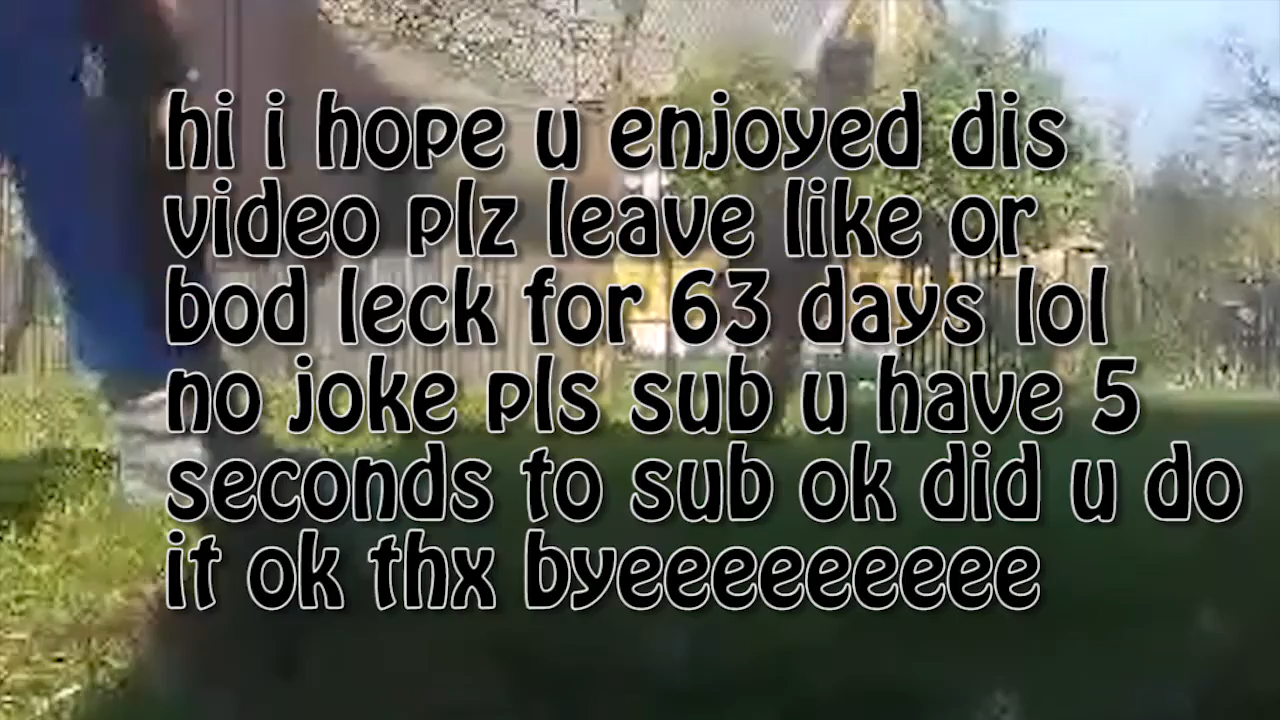 hi i hope u enjoyed dis
video plz leave like or
bod leck for 63 days lol
no joke pls sub u have 5
seconds to sub ok did u do
it ok thx byeeeeeeeeee